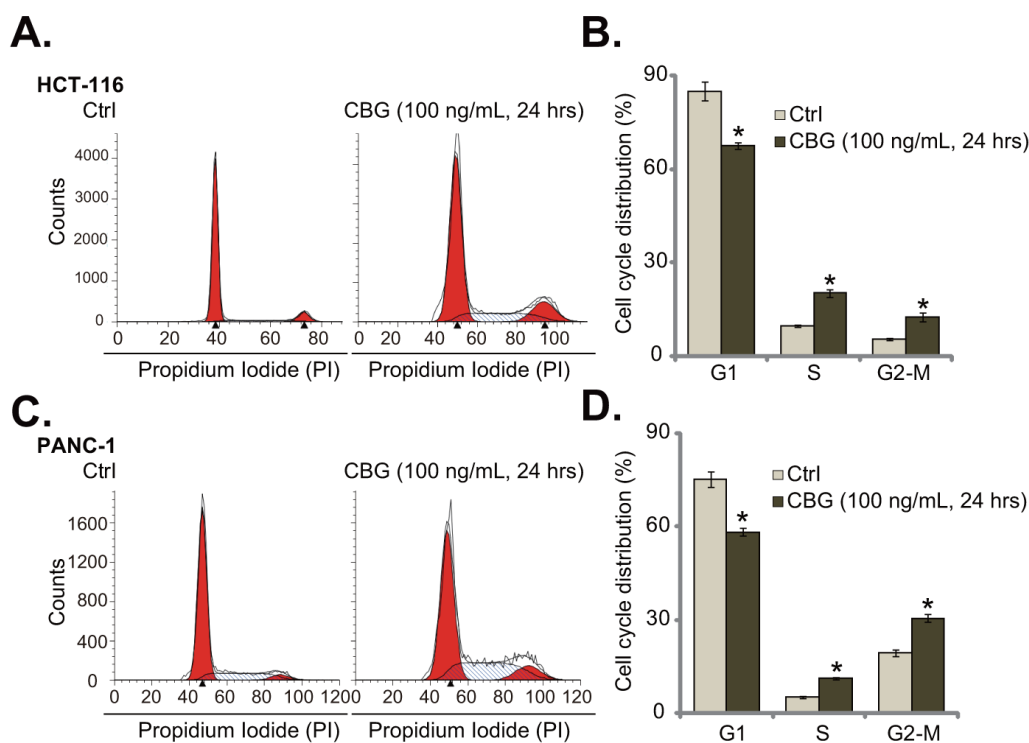 A.
HCT-116
Ctrl
CBG (100 ng/mL, 24 hrs)
Counts
4000
3000
2000
1000
0
0 20 40 60 80
0 20 40 60 80 100
Propidium Iodide (PI)
Propidium Iodide (PI)
B.
Cell cycle distribution (%)
90
60
30
0
Ctrl
CBG (100 ng/mL, 24 hrs)
*
*
*
G1 S G2-M
C.
PANC-1
Ctrl
CBG (100 ng/mL, 24 hrs)
Counts
1600
1200
800
400
0
0 20 40 60 80 100 120
0 20 40 60 80 100 120
Propidium Iodide (PI)
Propidium Iodide (PI)
D.
Cell cycle distribution (%)
90
60
30
0
Ctrl
CBG (100 ng/mL, 24 hrs)
*
*
*
G1 S G2-M